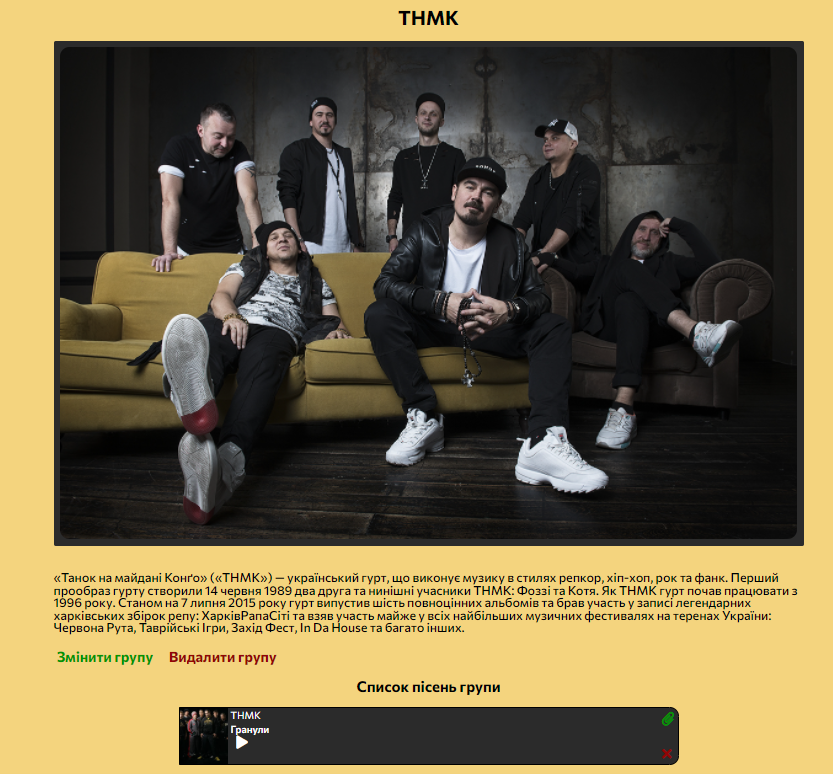 ТНМК
«Танок на майдані Конґо» («ТНМК») — український гурт, що виконує музику в стилях репкор, хіп-хоп, рок та фанк. Перший
прообраз гурту створили 14 червня 1989 два друга та нинішні учасники ТНМК: Фоззі та Котя. Як ТНМК гурт почав працювати з
1996 року. Станом на 7 липня 2015 року гурт випустив шість повноцінних альбомів та брав участь у записі легендарних
харківських збірок репу: ХарківРапаСіті та взяв участь майже у всіх найбільших музичних фестивалях на теренах України:
Червона Рута, Таврійські Ігри, Захід Фест, In Da House та багато інших.
Змінити групу Видалити групу
Список пісень групи
ТНМК
Гранули